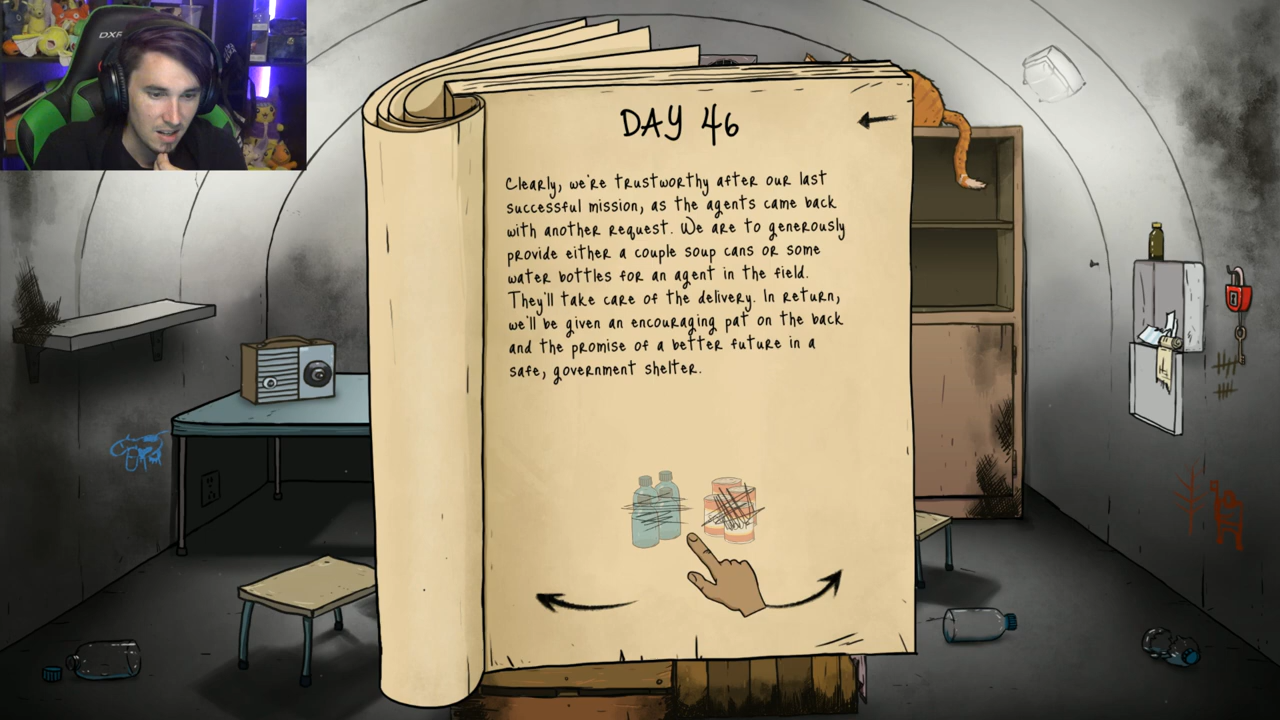 DXR
DAY 46
Clearly, we're trustworthy after our last
successful mission, as the agents came back
with another request. We are to generously
provide either a couple soup cans or some
water bottles for an agent in the field.
They'll take care of the delivery. In return,
we'll be given an encouraging pat on the back
and the promise of a better future in a
safe, government shelter.